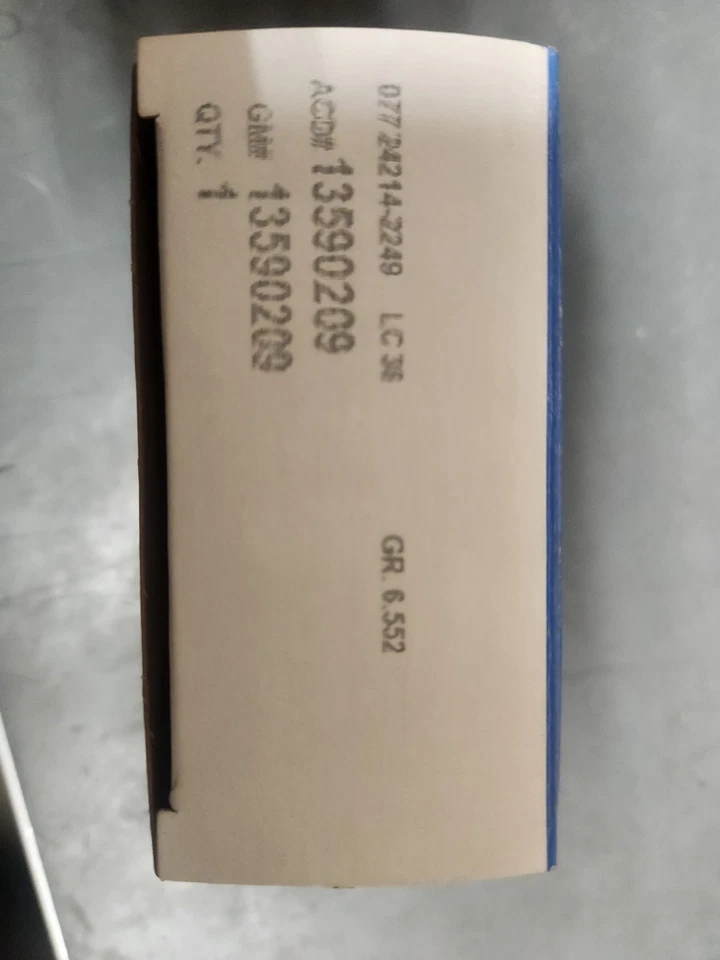 077 24214-2249 LC 36 GR. 6.552
ACD# 13590209
GM# 13590209
QTY. 1